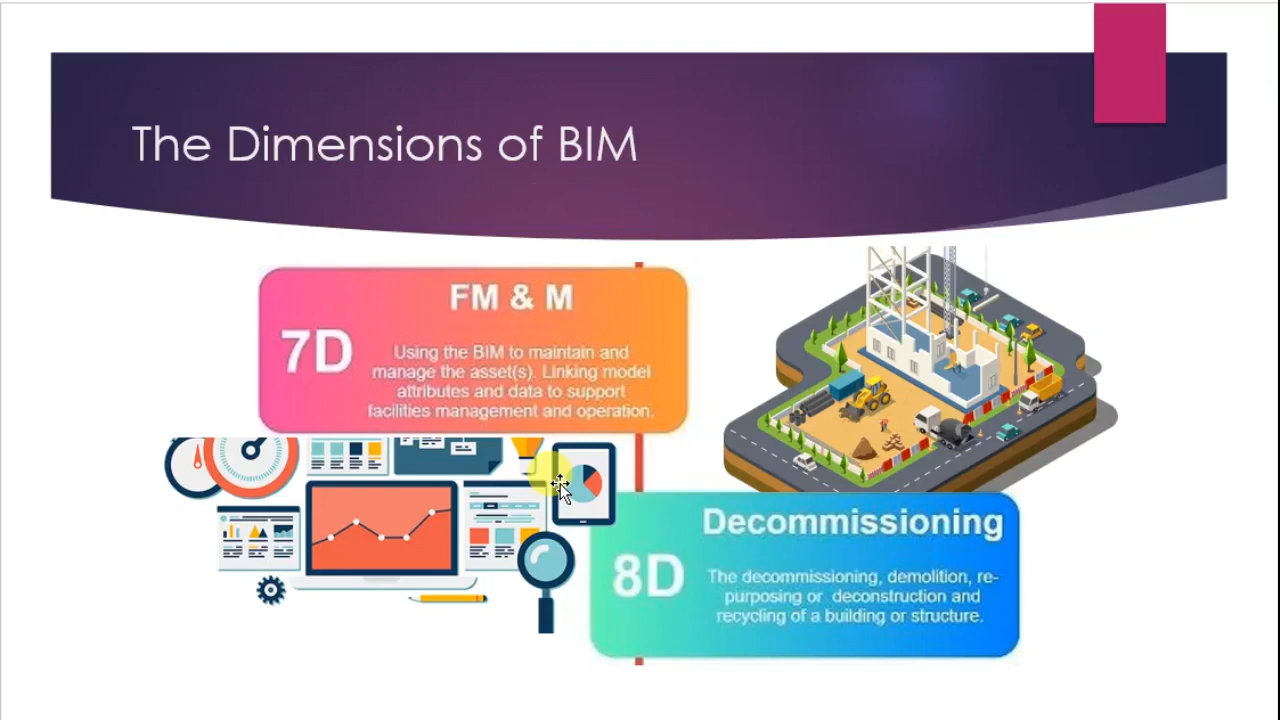 The Dimensions of BIM
FM & M
7D
Using the BIM to maintain and
manage the asset(s). Linking model
attributes and data to support
facilities management and operation.
Decommissioning
8D
The decommissioning, demolition, re-
purposing or deconstruction and
recycling of a building or structure.